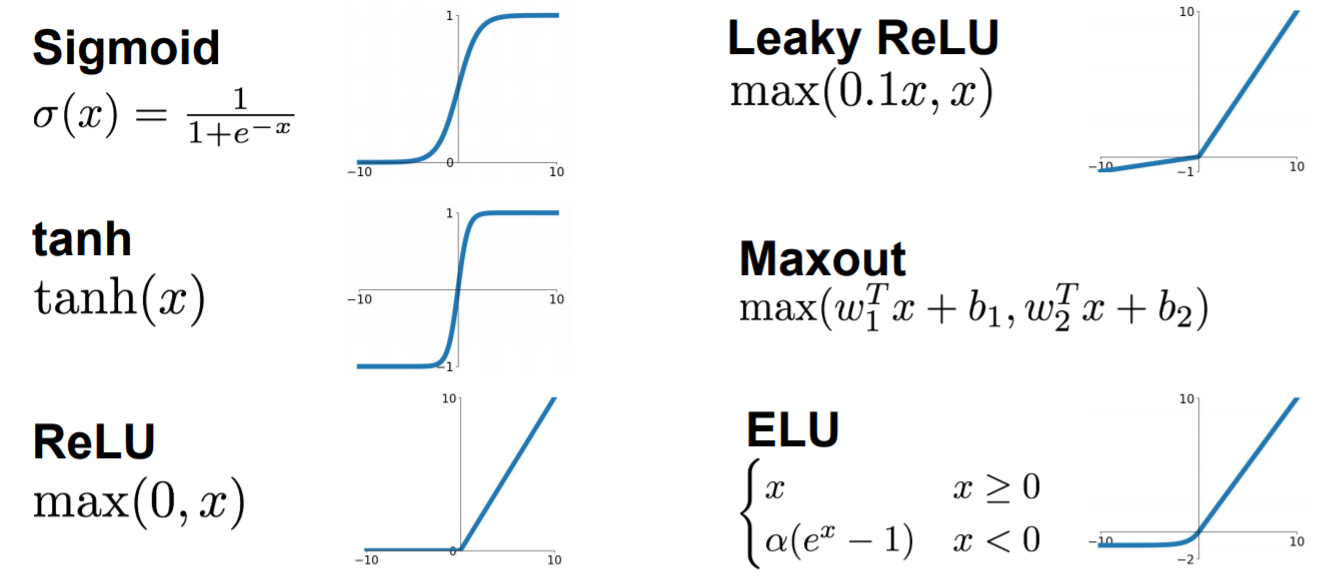 Sigmoid
σ(x) = 1/(1+e^{−x})
1
0
−10
10
tanh
tanh(x)
1
−10
10
−1
ReLU
max(0, x)
10
0
−10
10
Leaky ReLU
max(0.1x, x)
10
−10
−1
10
Maxout
max(w_1^T x + b_1, w_2^T x + b_2)
ELU
x x ≥ 0
α(e^x − 1) x < 0
10
−10
−2
10